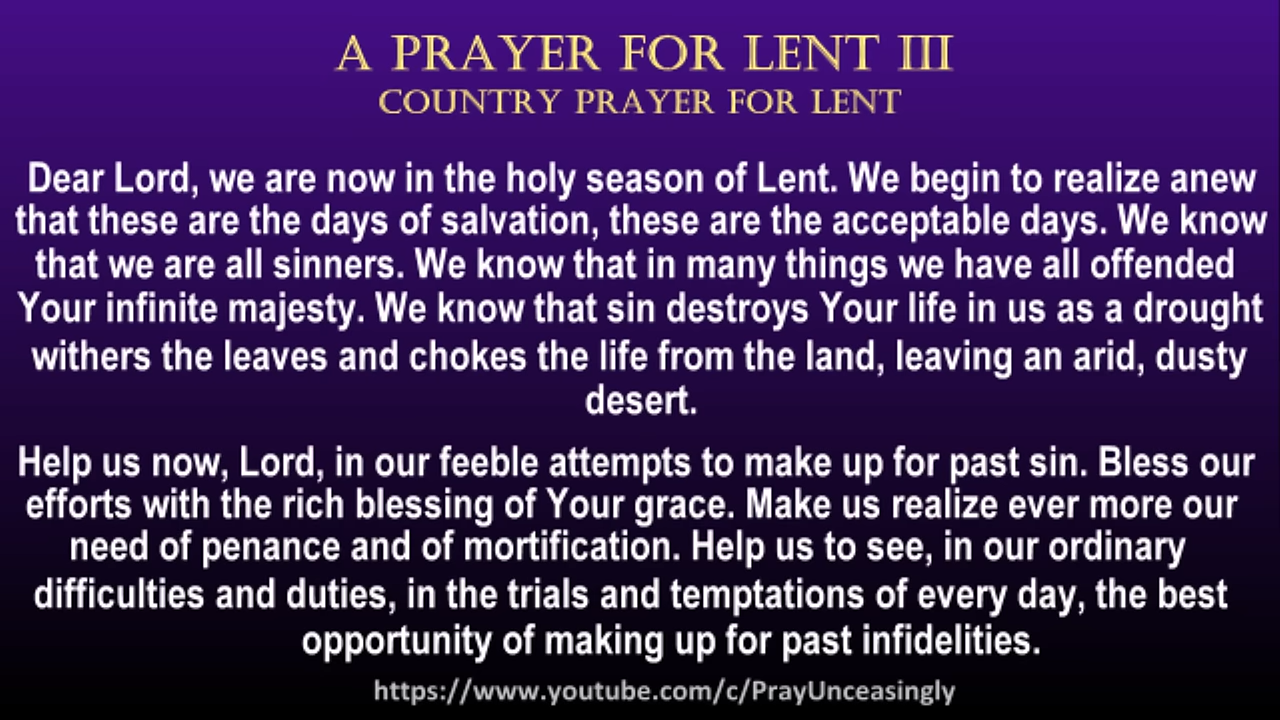 A PRAYER FOR LENT III
COUNTRY PRAYER FOR LENT
Dear Lord, we are now in the holy season of Lent. We begin to realize anew
that these are the days of salvation, these are the acceptable days. We know
that we are all sinners. We know that in many things we have all offended
Your infinite majesty. We know that sin destroys Your life in us as a drought
withers the leaves and chokes the life from the land, leaving an arid, dusty
desert.
Help us now, Lord, in our feeble attempts to make up for past sin. Bless our
efforts with the rich blessing of Your grace. Make us realize ever more our
need of penance and of mortification. Help us to see, in our ordinary
difficulties and duties, in the trials and temptations of every day, the best
opportunity of making up for past infidelities.
https://www.youtube.com/c/PrayUnceasingly